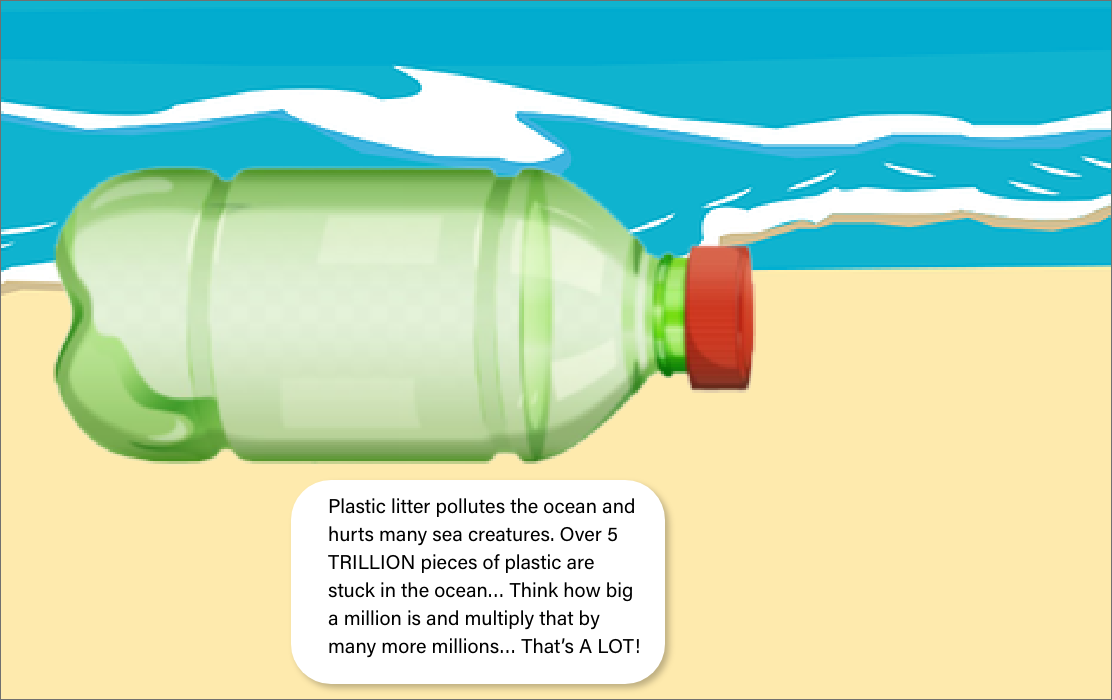 Plastic litter pollutes the ocean and
hurts many sea creatures. Over 5
TRILLION pieces of plastic are
stuck in the ocean... Think how big
a million is and multiply that by
many more millions... That's A LOT!